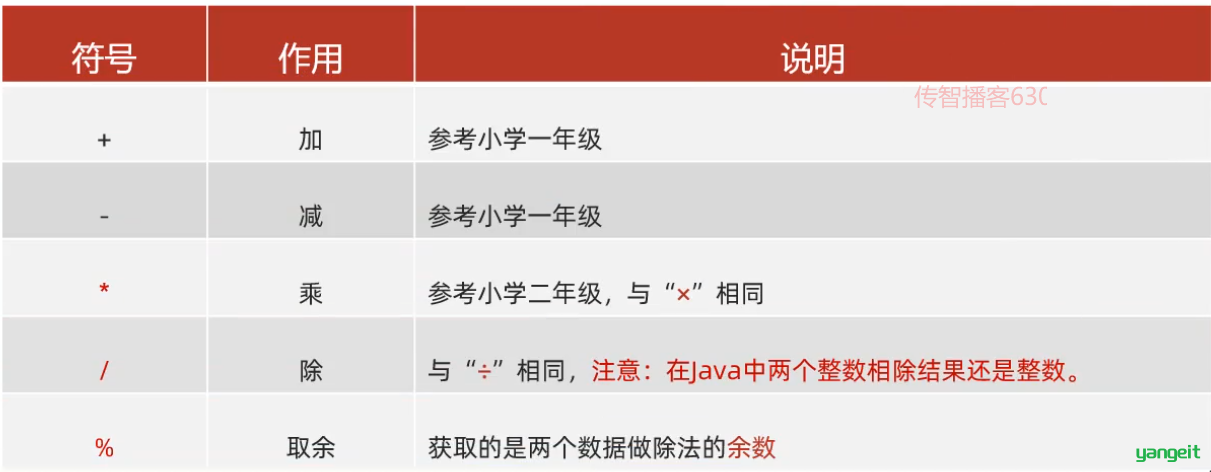 符号 作用 说明
传智播客630
+ 加 参考小学一年级
- 减 参考小学一年级
* 乘 参考小学二年级，与“×”相同
/ 除 与“÷”相同，注意：在Java中两个整数相除结果还是整数。
% 取余 获取的是两个数据做除法的余数
yangeit